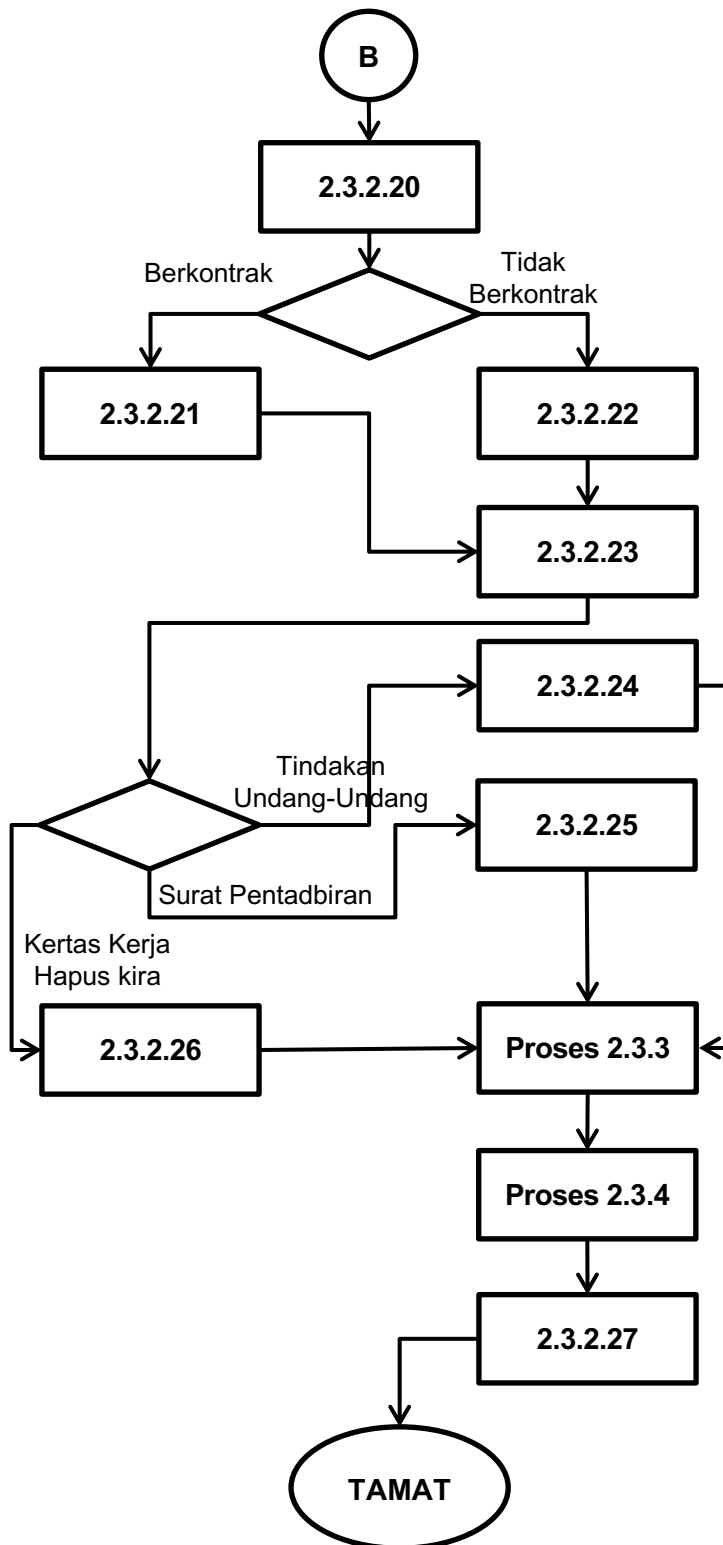 B
2.3.2.20
Berkontrak
Tidak
Berkontrak
2.3.2.21
2.3.2.22
2.3.2.23
2.3.2.24
Tindakan
Undang-Undang
2.3.2.25
Surat Pentadbiran
Kertas Kerja
Hapus kira
2.3.2.26
Proses 2.3.3
Proses 2.3.4
2.3.2.27
TAMAT